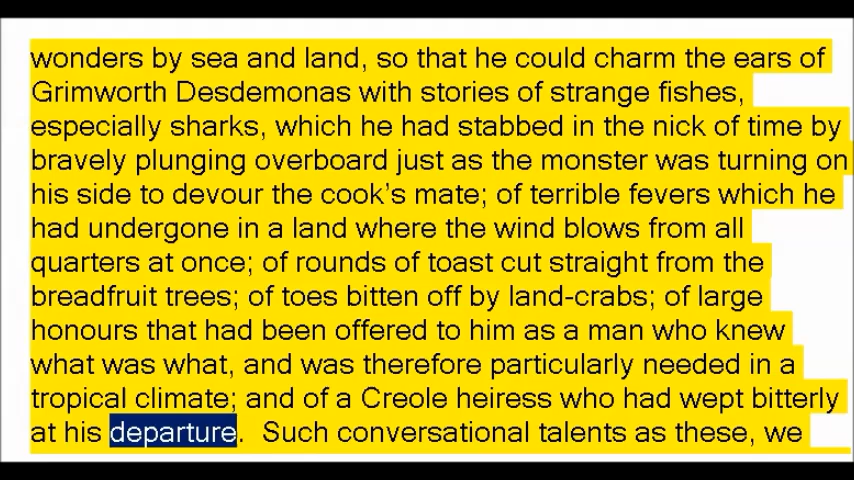 wonders by sea and land, so that he could charm the ears of
Grimworth Desdemonas with stories of strange fishes,
especially sharks, which he had stabbed in the nick of time by
bravely plunging overboard just as the monster was turning on
his side to devour the cook’s mate; of terrible fevers which he
had undergone in a land where the wind blows from all
quarters at once; of rounds of toast cut straight from the
breadfruit trees; of toes bitten off by land-crabs; of large
honours that had been offered to him as a man who knew
what was what, and was therefore particularly needed in a
tropical climate; and of a Creole heiress who had wept bitterly
at his departure.  Such conversational talents as these, we